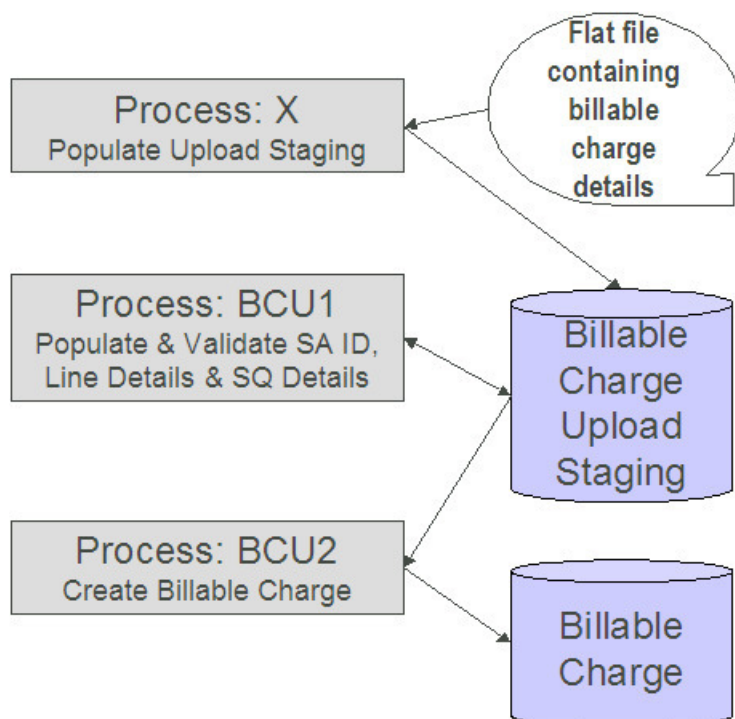 Flat file
containing
billable
charge
details
Process: X
Populate Upload Staging
Process: BCU1
Populate & Validate SA ID,
Line Details & SQ Details
Billable
Charge
Upload
Staging
Process: BCU2
Create Billable Charge
Billable
Charge